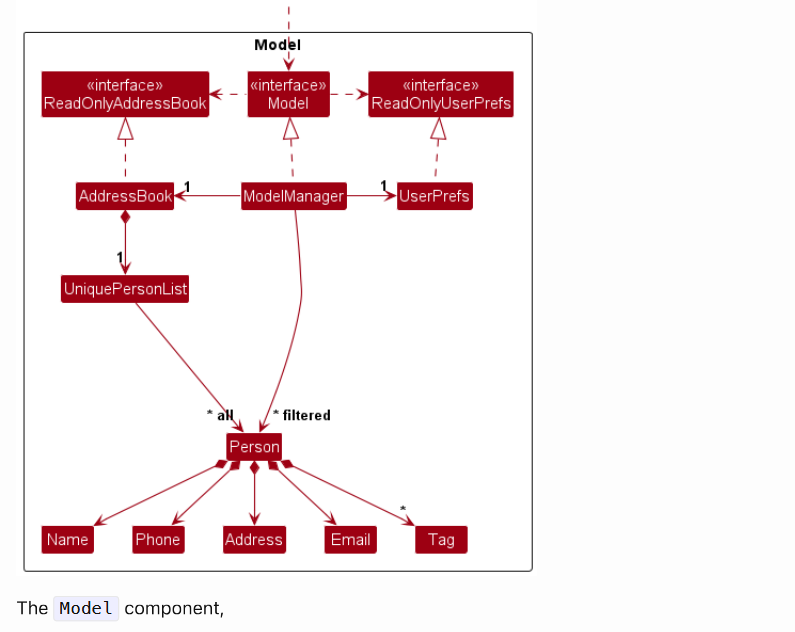 Model
«interface»
ReadOnlyAddressBook
«interface»
Model
«interface»
ReadOnlyUserPrefs
AddressBook
1
ModelManager
1
UserPrefs
1
UniquePersonList
* all
* filtered
Person
*
Name
Phone
Address
Email
Tag
The Model component,